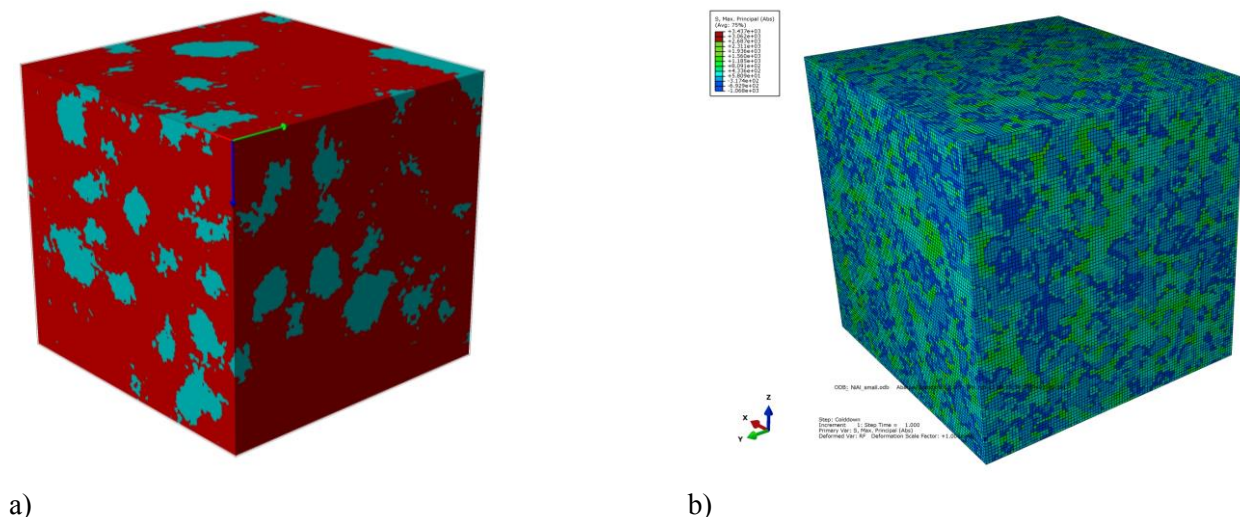 S, Max. Principal (Abs)
(Avg: 75%)
+3.437e+03
+3.062e+03
+2.687e+03
+2.311e+03
+1.936e+03
+1.560e+03
+1.185e+03
+8.091e+02
+4.336e+02
+5.809e+01
-3.174e+02
-6.929e+02
-1.068e+03
ODB: NiAl_small.odb
Z
X
Y
Step: Colddown
Increment 1: Step Time = 1.000
Primary Var: S, Max. Principal (Abs)
Deformed Var: RF Deformation Scale Factor:
a)
b)